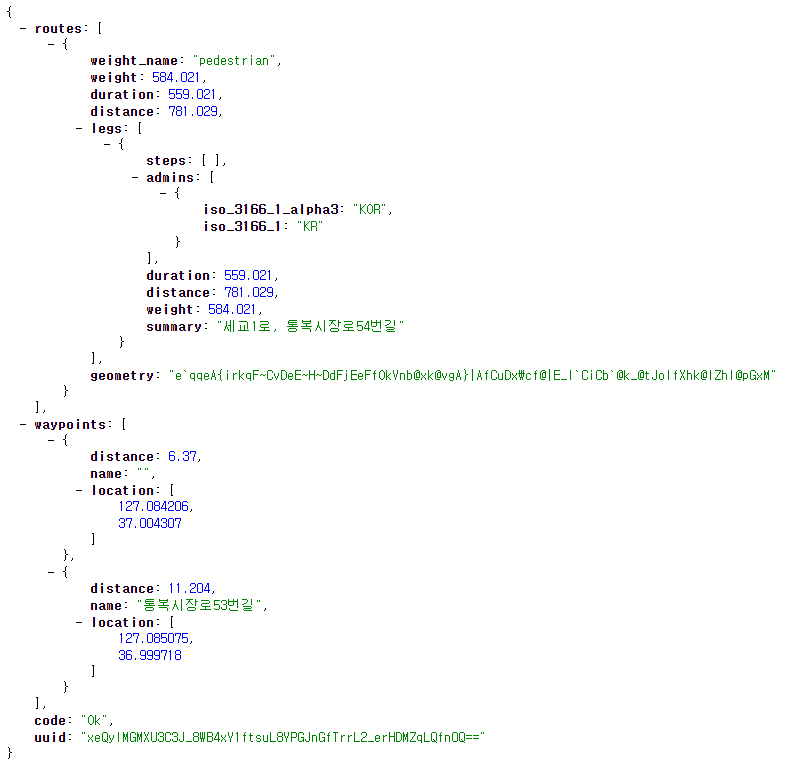 {
- routes: [
- {
weight_name: "pedestrian",
weight: 584.021,
duration: 559.021,
distance: 781.029,
- legs: [
- {
steps: [ ],
- admins: [
- {
iso_3166_1_alpha3: "KOR",
iso_3166_1: "KR"
}
],
duration: 559.021,
distance: 781.029,
weight: 584.021,
summary: "세교1로, 통복시장로54번길"
}
],
geometry: "e`qqeA{irkqF~CvDeE~H~DdFjEeFfOkVnb@xk@vgA}|AfCuDx₩cf@|E_I`CiCb`@k_@tJoIfXhk@lZhl@pGxM"
}
],
- waypoints: [
- {
distance: 6.37,
name: "",
- location: [
127.084206,
37.004307
]
},
- {
distance: 11.204,
name: "통복시장로53번길",
- location: [
127.085075,
36.999718
]
}
],
code: "Ok",
uuid: "xeQylMGMXU3C3J_8WB4xY1ftsuL8YPGJnGfTrrL2_erHDMZqLQfnOQ=="
}